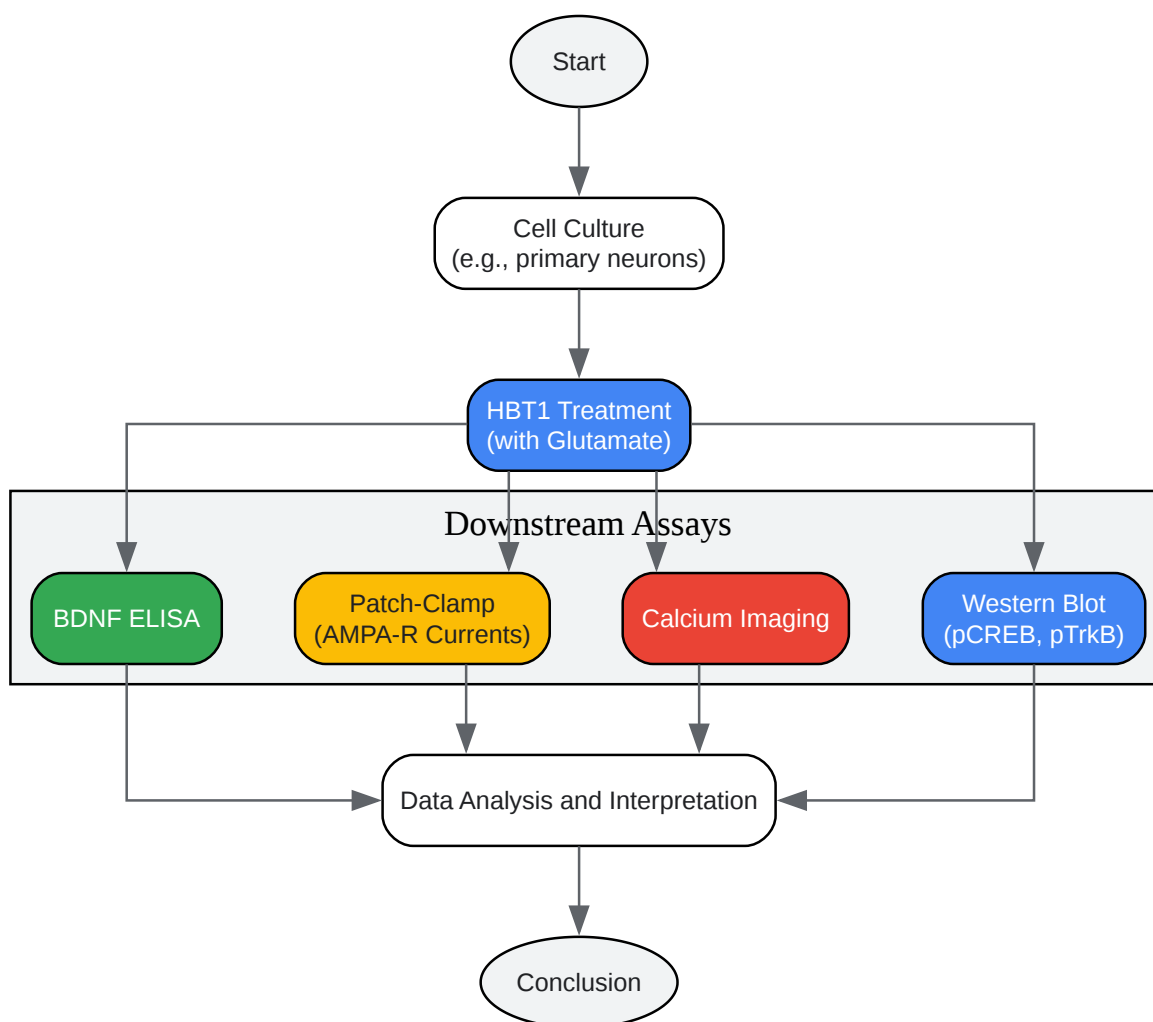 Start
Cell Culture
(e.g., primary neurons)
HBT1 Treatment
(with Glutamate)
Downstream Assays
BDNF ELISA
Patch-Clamp
(AMPA-R Currents)
Calcium Imaging
Western Blot
(pCREB, pTrkB)
Data Analysis and Interpretation
Conclusion